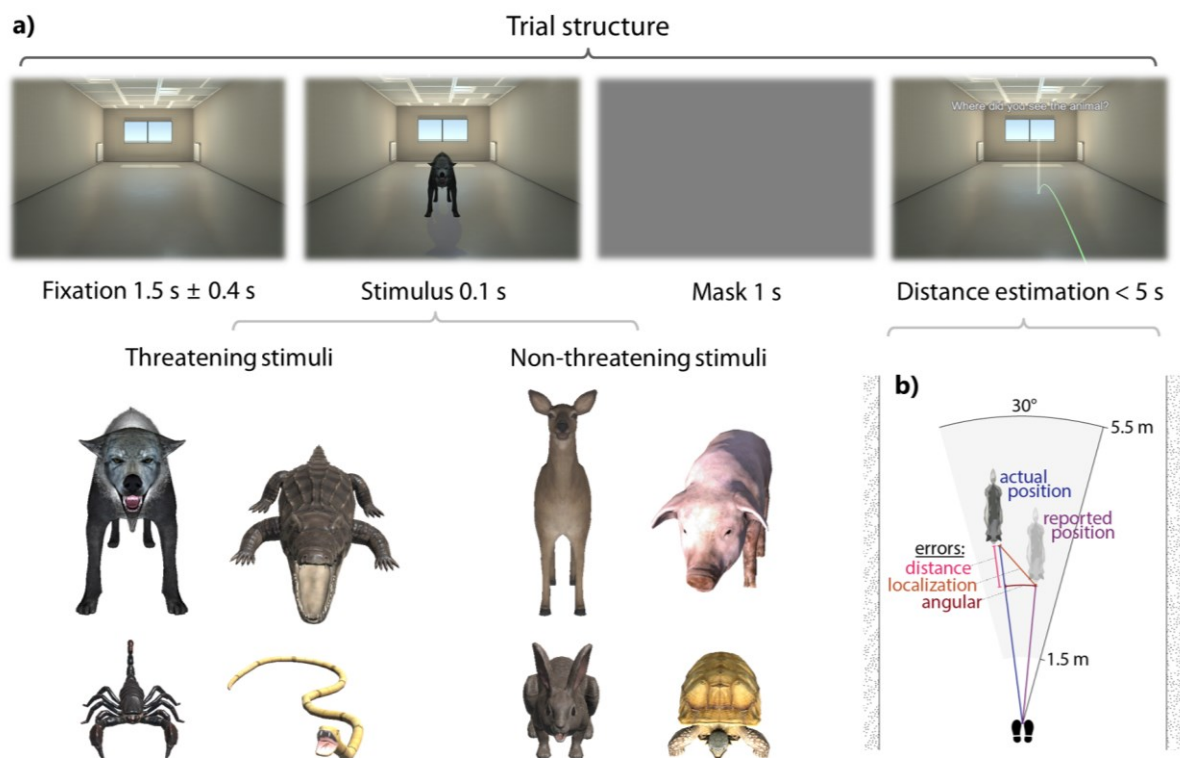 a)
Trial structure
Where did you see the animal?
Fixation 1.5 s ± 0.4 s
Stimulus 0.1 s
Mask 1 s
Distance estimation < 5 s
Threatening stimuli
Non-threatening stimuli
b)
30°
5.5 m
actual
position
reported
position
errors:
distance
localization
angular
1.5 m